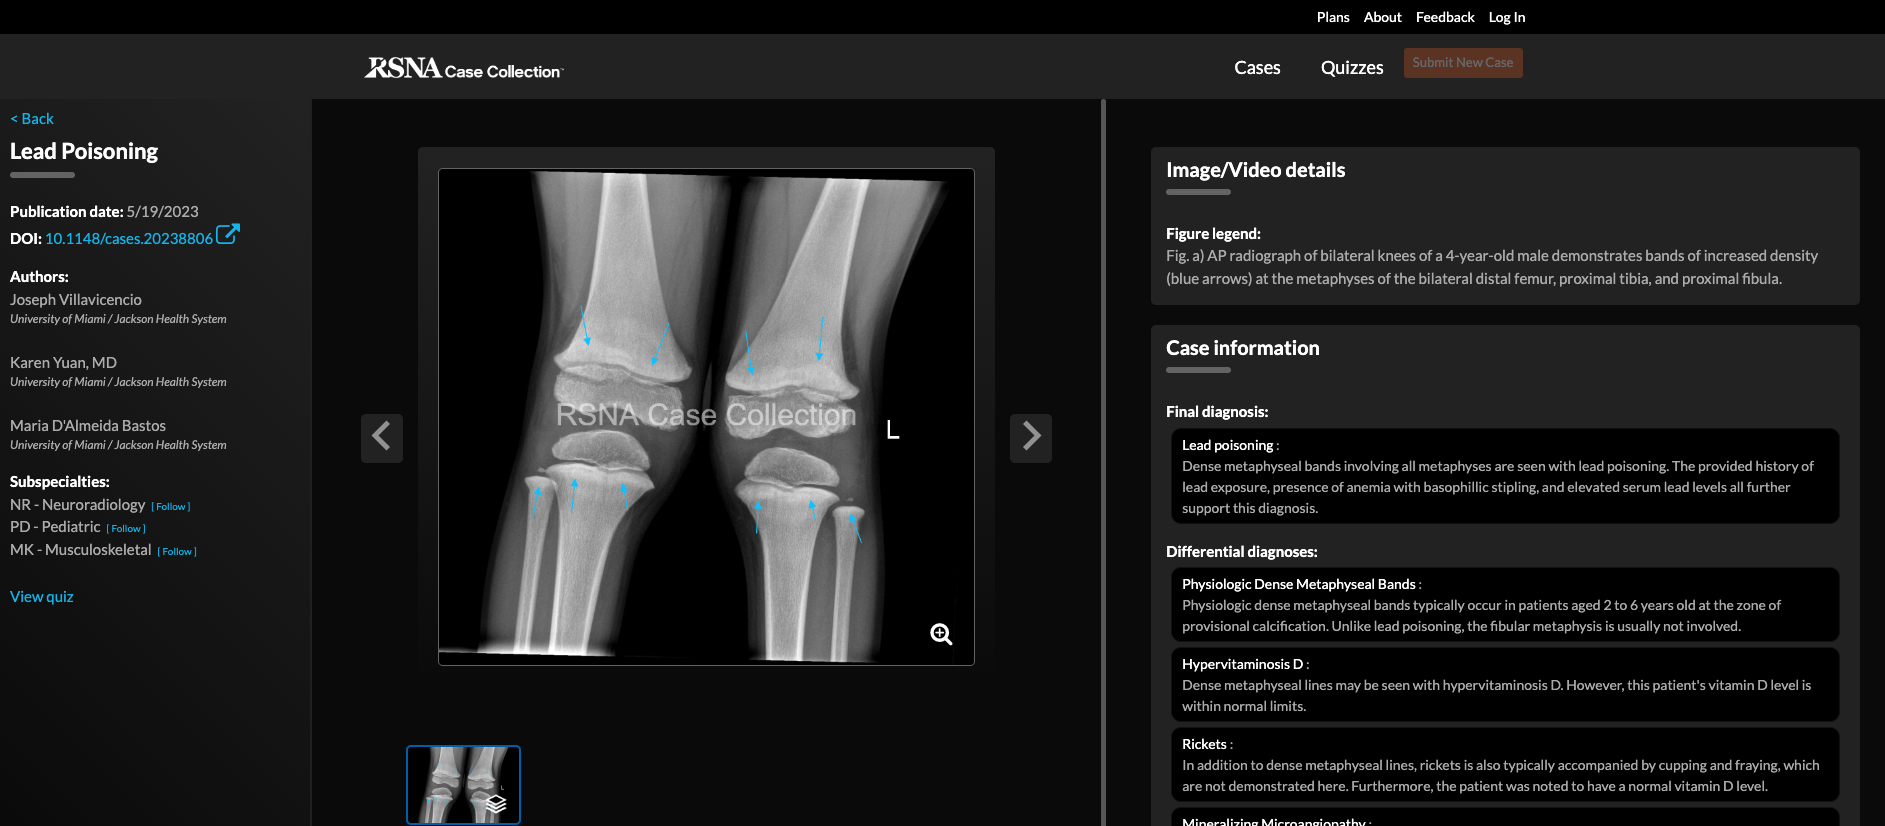 Plans About Feedback Log In
RSNA Case Collection™
Cases Quizzes Submit New Case
< Back
Lead Poisoning
Publication date: 5/19/2023
DOI: 10.1148/cases.20238806
Authors:
Joseph Villavicencio
University of Miami / Jackson Health System
Karen Yuan, MD
University of Miami / Jackson Health System
Maria D'Almeida Bastos
University of Miami / Jackson Health System
Subspecialties:
NR - Neuroradiology [ Follow ]
PD - Pediatric [ Follow ]
MK - Musculoskeletal [ Follow ]
View quiz
RSNA Case Collection
L
L
Image/Video details
Figure legend:
Fig. a) AP radiograph of bilateral knees of a 4-year-old male demonstrates bands of increased density
(blue arrows) at the metaphyses of the bilateral distal femur, proximal tibia, and proximal fibula.
Case information
Final diagnosis:
Lead poisoning :
Dense metaphyseal bands involving all metaphyses are seen with lead poisoning. The provided history of
lead exposure, presence of anemia with basophillic stipling, and elevated serum lead levels all further
support this diagnosis.
Differential diagnoses:
Physiologic Dense Metaphyseal Bands :
Physiologic dense metaphyseal bands typically occur in patients aged 2 to 6 years old at the zone of
provisional calcification. Unlike lead poisoning, the fibular metaphysis is usually not involved.
Hypervitaminosis D :
Dense metaphyseal lines may be seen with hypervitaminosis D. However, this patient's vitamin D level is
within normal limits.
Rickets :
In addition to dense metaphyseal lines, rickets is also typically accompanied by cupping and fraying, which
are not demonstrated here. Furthermore, the patient was noted to have a normal vitamin D level.
Mineralizing Microangiopathy :